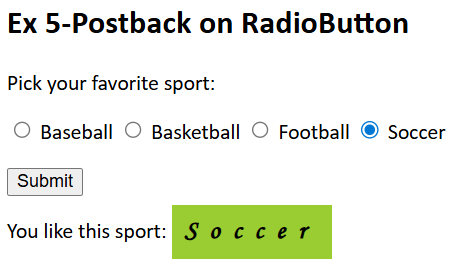 Ex 5-Postback on RadioButton
Pick your favorite sport:
Baseball Basketball Football Soccer
Submit
You like this sport: Soccer